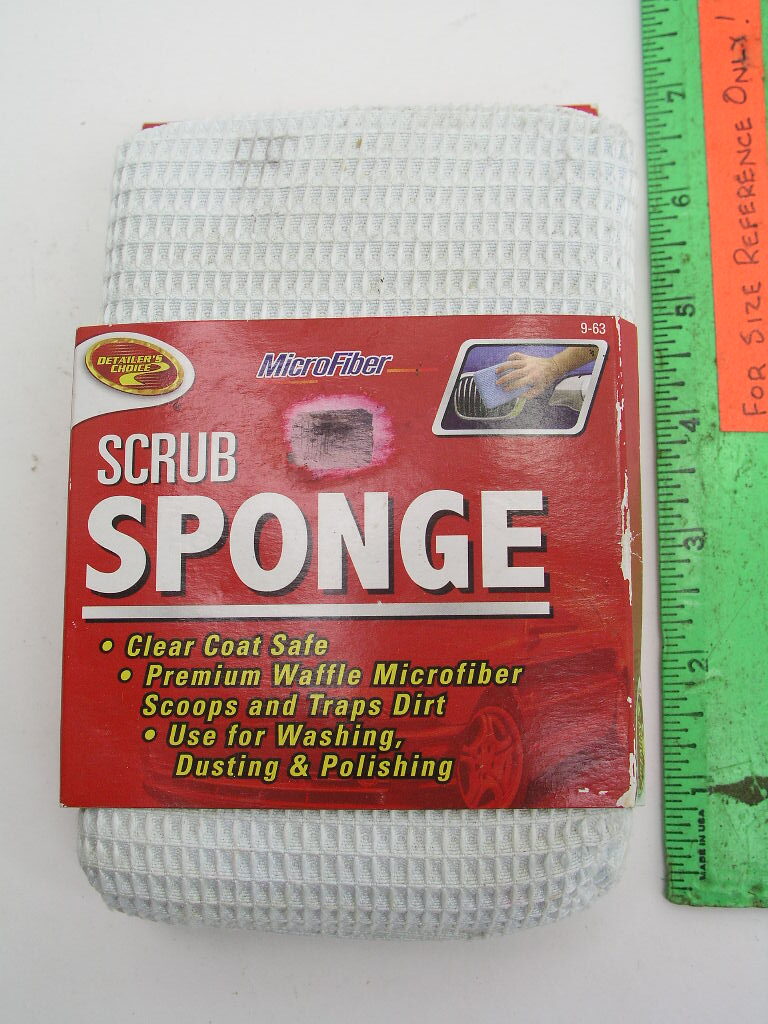 9-63
DETAILER'S
CHOICE
MicroFiber
SCRUB
SPONGE
• Clear Coat Safe
• Premium Waffle Microfiber
Scoops and Traps Dirt
• Use for Washing,
Dusting & Polishing
FOR SIZE REFERENCE ONLY!
7
6
5
4
3
2
1
MADE IN USA